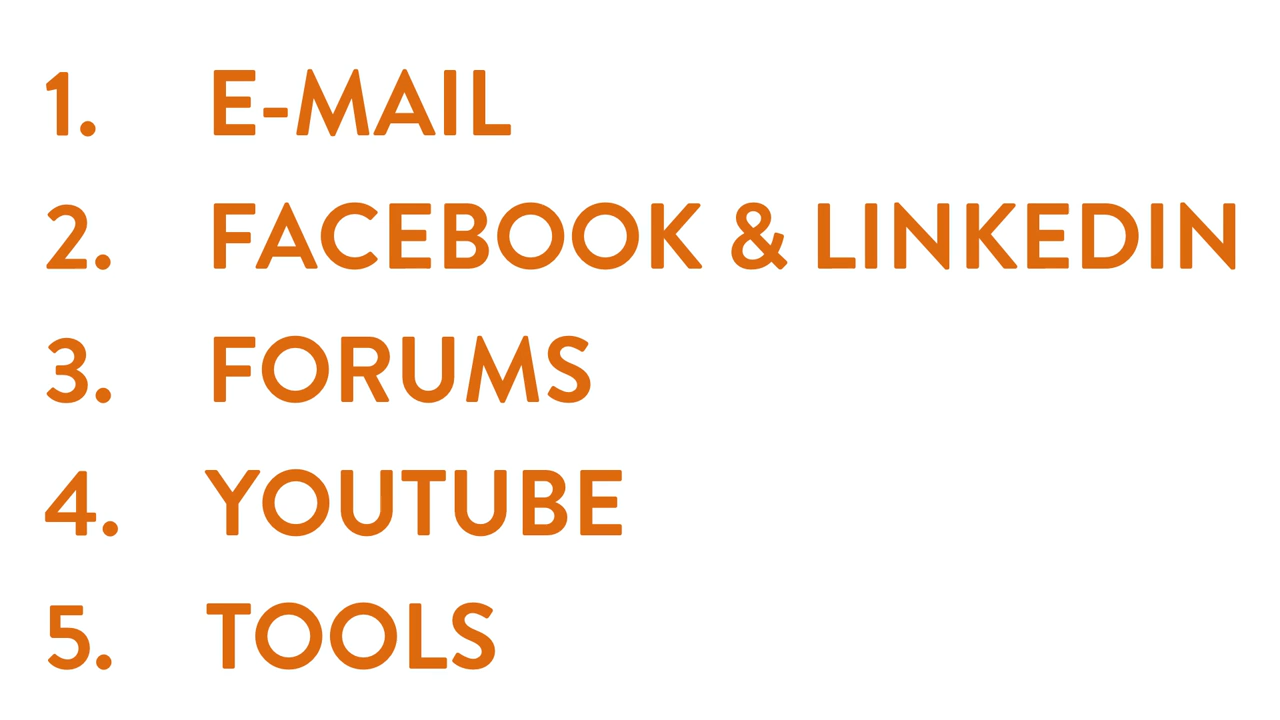 1. E-MAIL
2. FACEBOOK & LINKEDIN
3. FORUMS
4. YOUTUBE
5. TOOLS